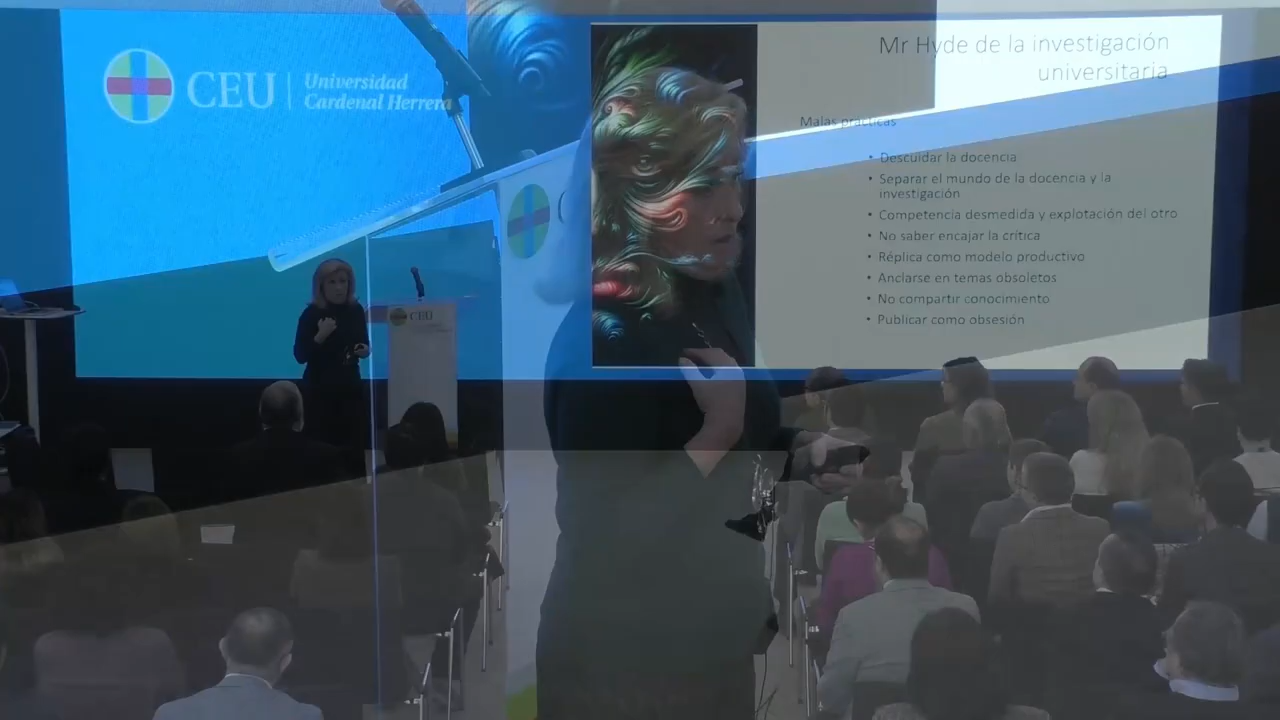 CEU
Universidad
Cardenal Herrera
Mr Hyde de la investigación
universitaria
Malas prácticas
• Descuidar la docencia
• Separar el mundo de la docencia y la
investigación
• Competencia desmedida y explotación del otro
• No saber encajar la crítica
• Réplica como modelo productivo
• Anclarse en temas obsoletos
• No compartir conocimiento
• Publicar como obsesión
CEU